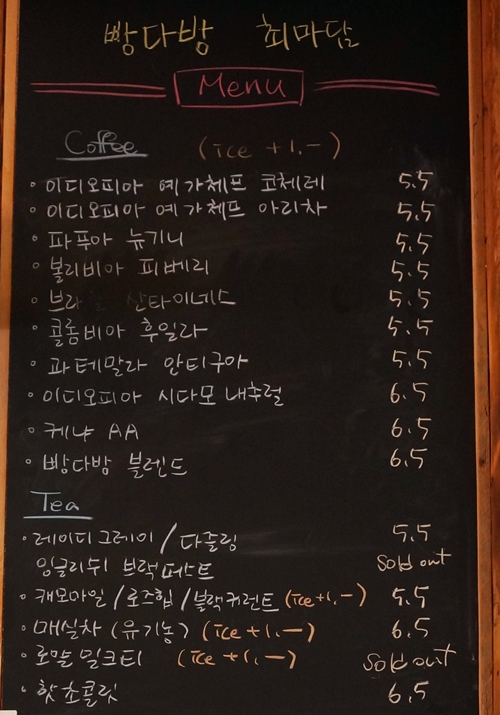 빵다방 최마담
Menu
Coffee (Ice +1.-)
• 이디오피아 예가체프 코체레 5.5
• 이디오피아 예가체프 아리차 5.5
• 파푸아 뉴기니 5.5
• 볼리비아 피베리 5.5
• 브라 산타이네스 5.5
• 콜롬비아 후일라 5.5
• 과테말라 안티구아 5.5
• 이디오피아 시다모 내추럴 6.5
• 케냐 AA 6.5
• 빵다방 블렌드 6.5
Tea
• 레이디그레이 / 다즐링 5.5
잉글리쉬 브랙퍼스트 Sold out
• 캐모마일 / 로즈힙 / 블랙커런트 (Ice+1.-) 5.5
• 매실차 (유기농) (Ice +1.-) 6.5
• 로얄 밀크티 (Ice +1.-) Sold out
• 핫초콜릿 6.5